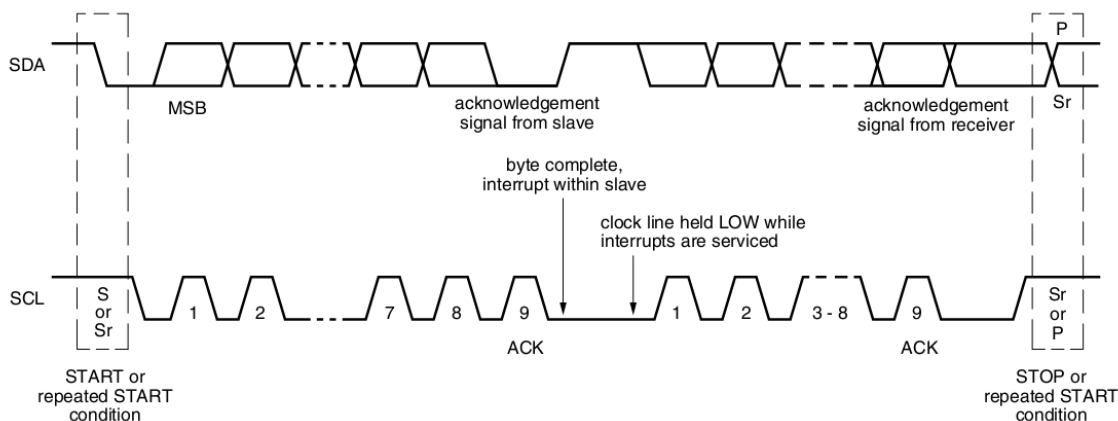 P
SDA
MSB
acknowledgement
signal from slave
acknowledgement
signal from receiver
Sr
byte complete,
interrupt within slave
clock line held LOW while
interrupts are serviced
SCL
S
or
Sr
1
2
7
8
9
1
2
3 - 8
9
Sr
or
P
ACK
ACK
START or
repeated START
condition
STOP or
repeated START
condition